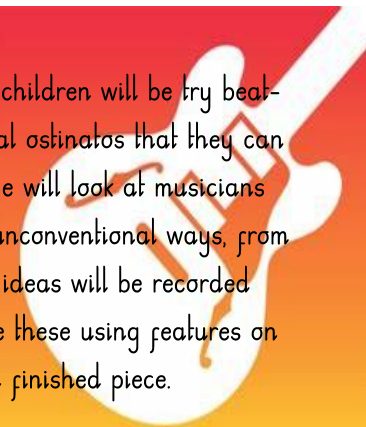 children will be try beat-
al ostinatos that they can
e will look at musicians
unconventional ways, from
ideas will be recorded
e these using features on
finished piece.